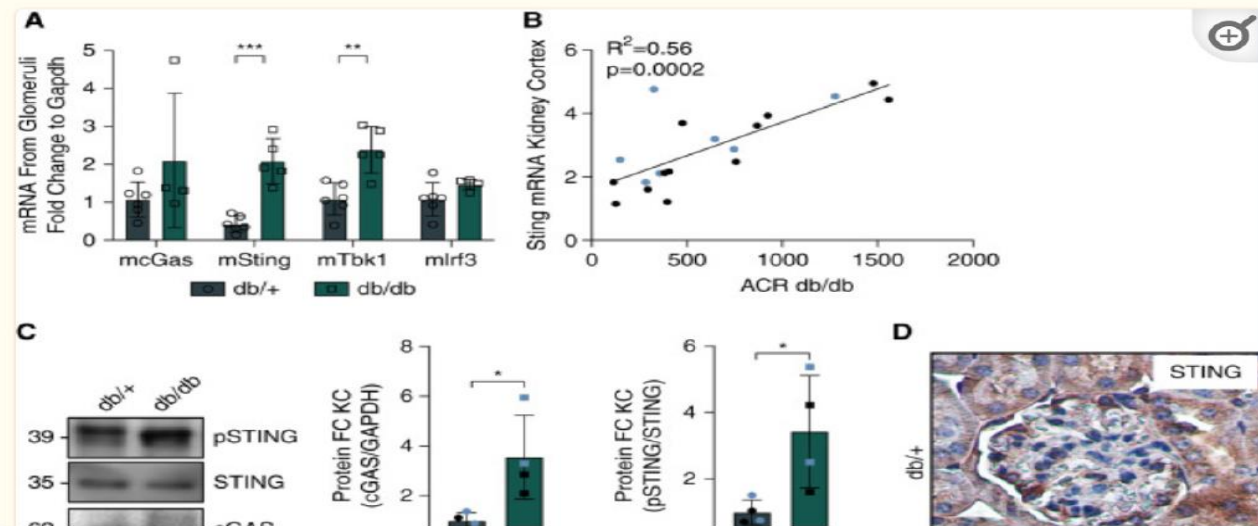 A
mRNA From Glomeruli
Fold Change to Gapdh
5
4
3
2
1
0
***
**
mcGas mSting mTbk1 mIrf3
db/+ db/db
B
Sting mRNA Kidney Cortex
6
4
2
0
R²=0.56
p=0.0002
0 500 1000 1500 2000
ACR db/db
C
db/+ db/db
39 pSTING
35 STING
Protein FC KC
(cGAS/GAPDH)
8
6
4
2
*
Protein FC KC
(pSTING/STING)
6
4
2
*
D
STING
db/+